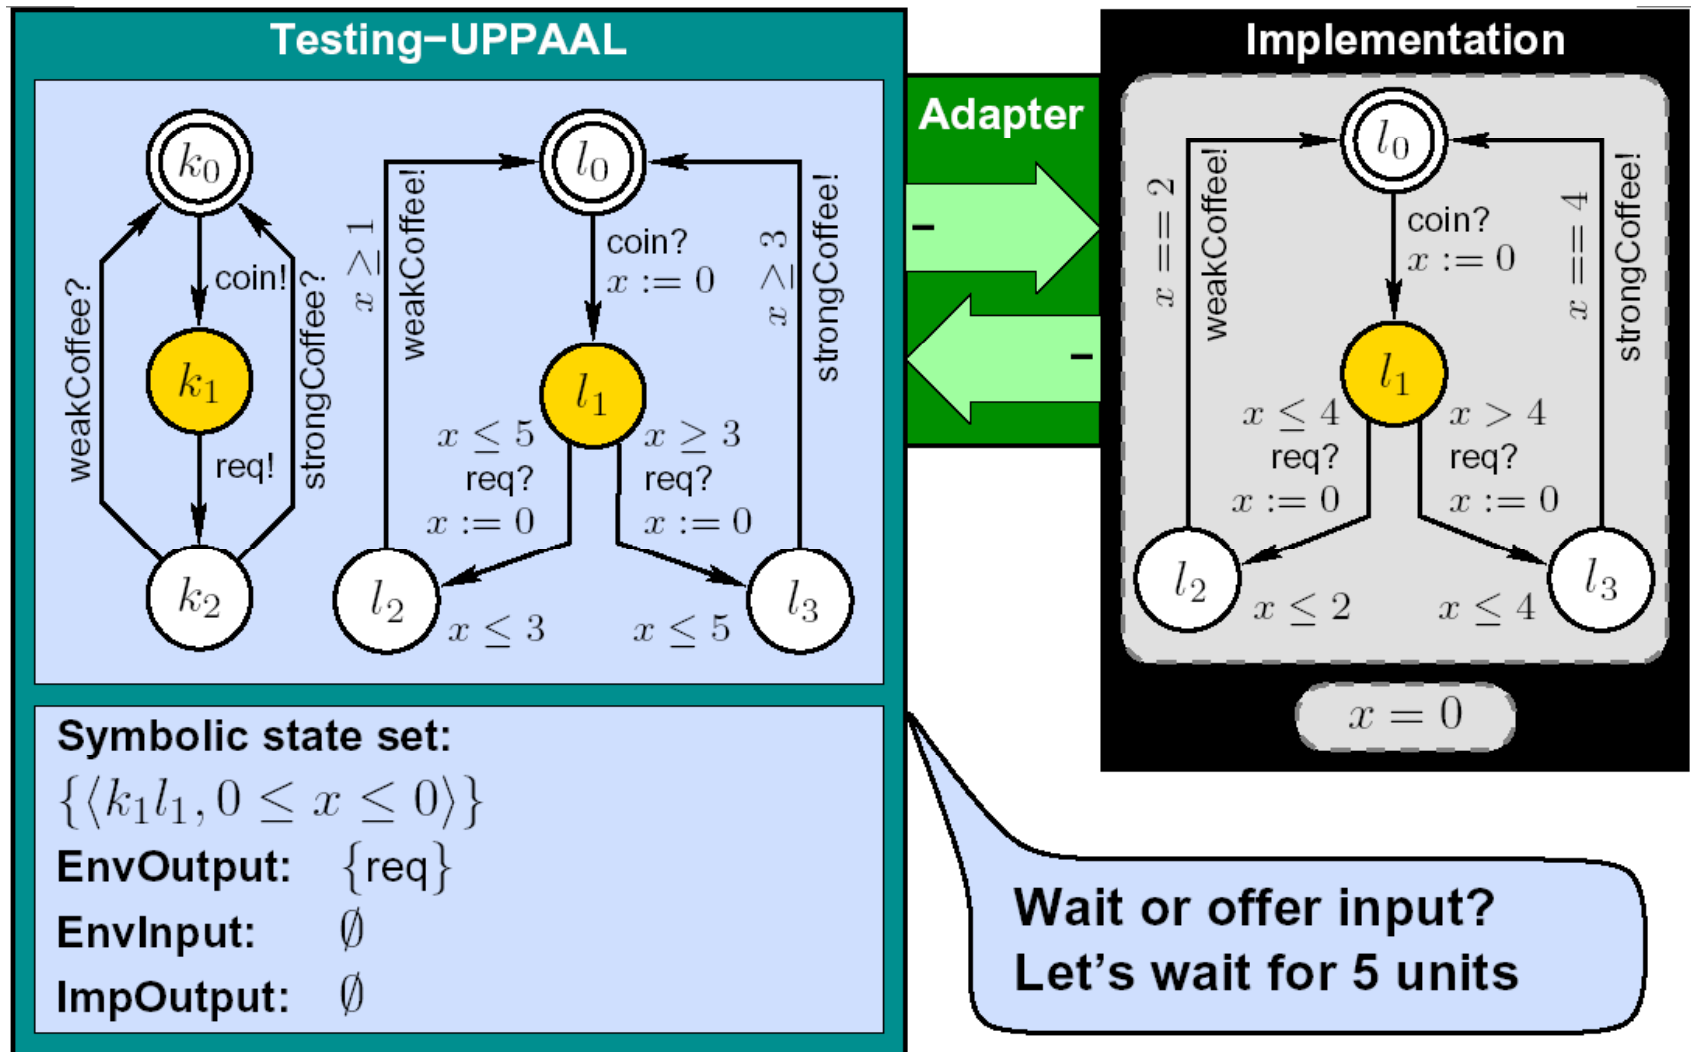 Testing−UPPAAL
k₀
coin!
k₁
req!
k₂
weakCoffee?
strongCoffee?
l₀
coin?
x := 0
l₁
x ≤ 5
req?
x := 0
x ≥ 3
req?
x := 0
l₂
x ≤ 3
l₃
x ≤ 5
x ≥ 1
weakCoffee!
x ≥ 3
strongCoffee!
Symbolic state set:
{⟨k₁l₁, 0 ≤ x ≤ 0⟩}
EnvOutput: {req}
EnvInput: ∅
ImpOutput: ∅
Adapter
-
-
Implementation
l₀
coin?
x := 0
l₁
x ≤ 4
req?
x := 0
x > 4
req?
x := 0
l₂
x ≤ 2
l₃
x ≤ 4
x == 2
weakCoffee!
x == 4
strongCoffee!
x = 0
Wait or offer input?
Let's wait for 5 units